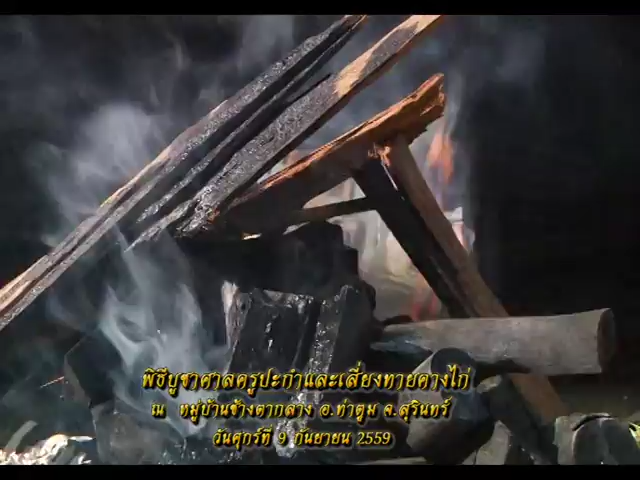 พิธีบูชาศาลครูปะกำและเสี่ยงทายคางไก่
ณ หมู่บ้านช้างตากลาง อ.ท่าตูม จ.สุรินทร์
วันศุกร์ที่ 9 กันยายน 2559